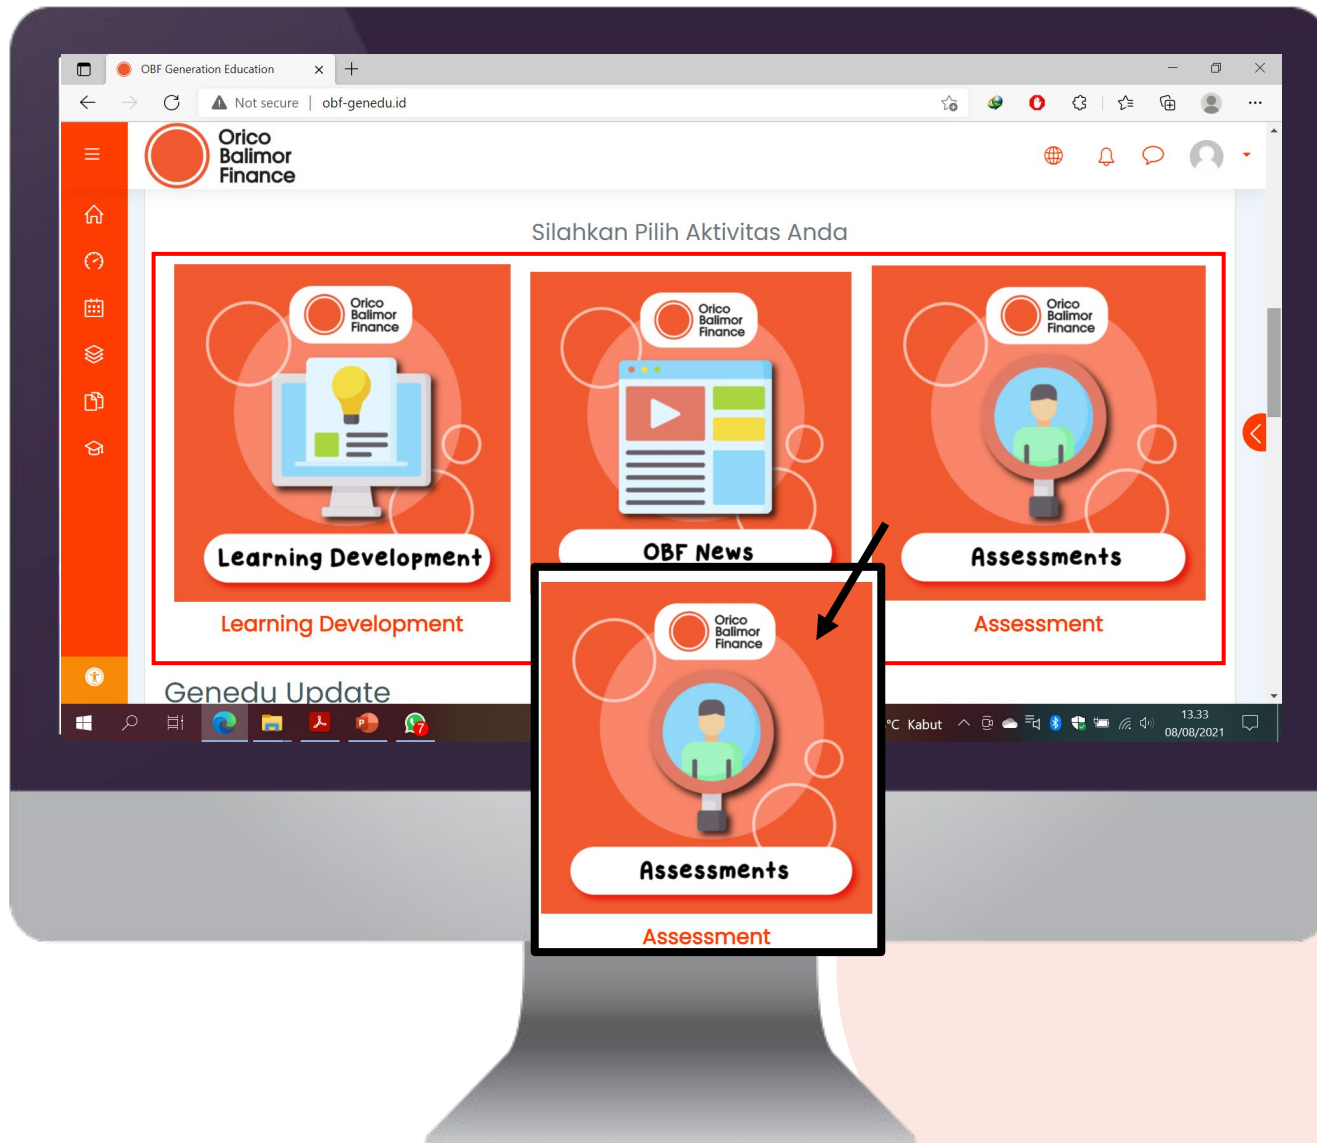 OBF Generation Education
Not secure | obf-genedu.id
Orico
Balimor
Finance
Silahkan Pilih Aktivitas Anda
Orico
Balimor
Finance
Learning Development
Learning Development
Orico
Balimor
Finance
OBF News
Orico
Balimor
Finance
Assessments
Assessment
Orico
Balimor
Finance
Assessments
Assessment
Genedu Update
°C Kabut
13.33
08/08/2021
7